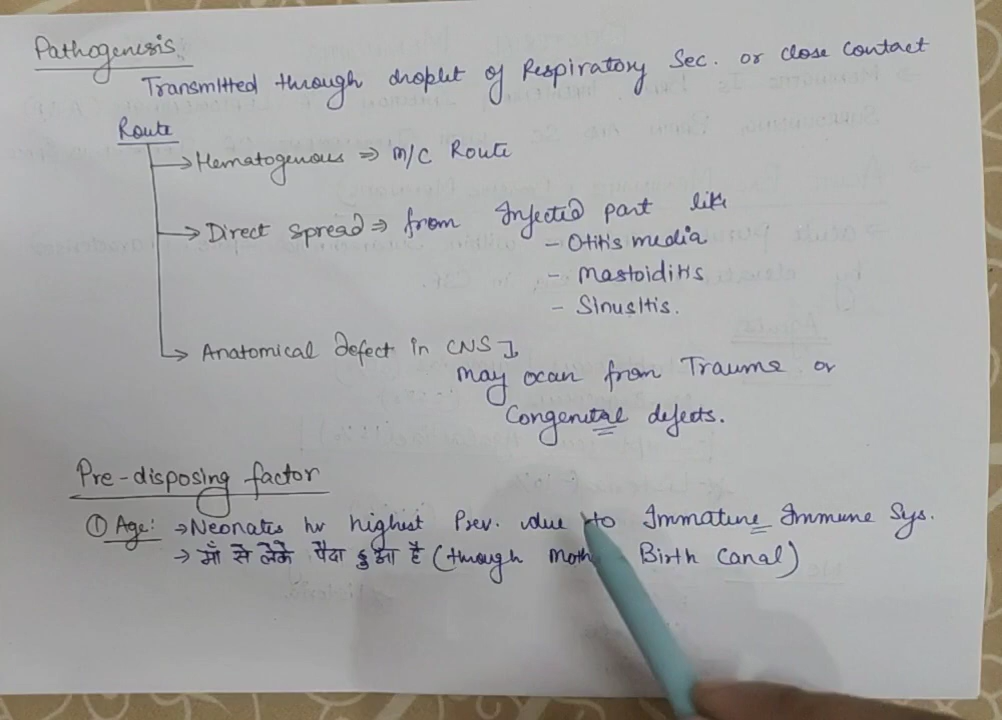 Pathogenesis
Transmitted through droplet of Respiratory Sec. or close contact
Route
→ Hematogenous ⇒ m/c Route
→ Direct spread ⇒ from Infected part like
- Otitis media
- Mastoiditis
- Sinusitis.
→ Anatomical defect in CNS
may occur from Trauma or
Congenital defects.
Pre-disposing factor
① Age: → Neonates hv highest Prev. due to Immature Immune Sys.
→ माँ से लेके पैदा हुआ है (through Birth Canal)